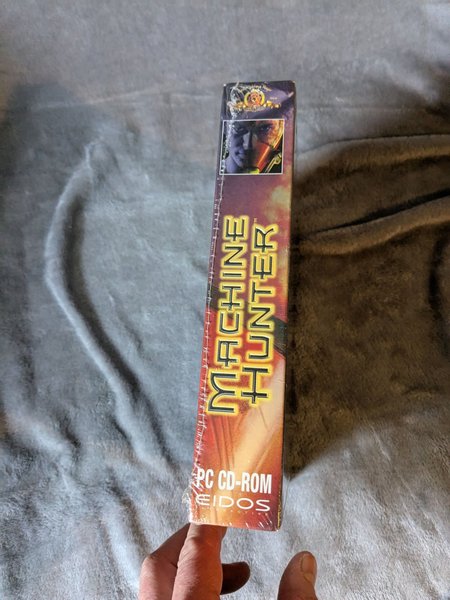 MACHINE
HUNTER
PC CD-ROM
EIDOS